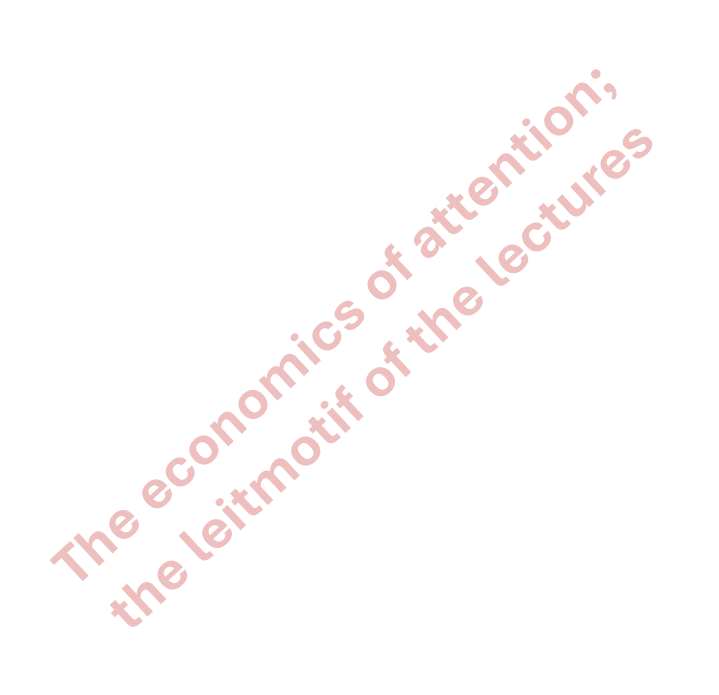 The economics of attention;
the leitmotif of the lectures